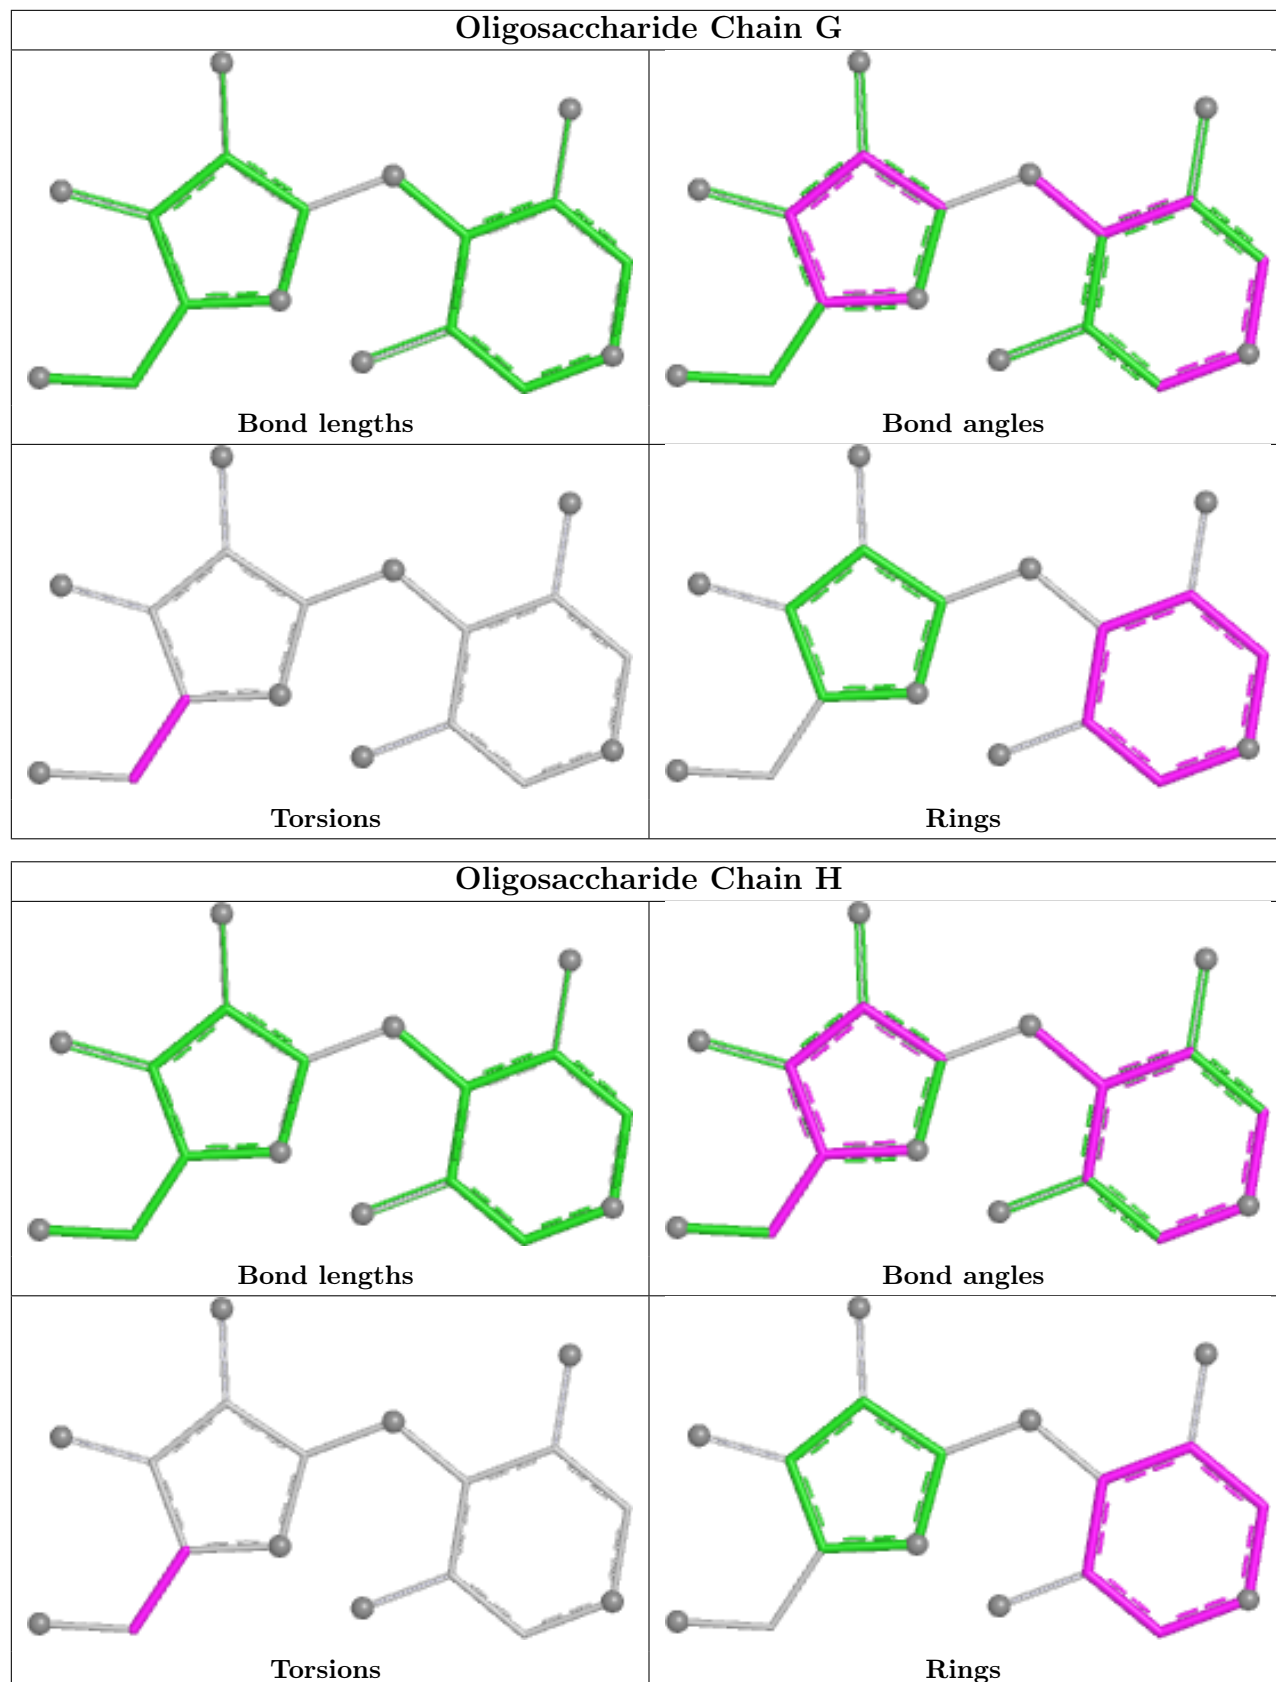 Oligosaccharide Chain G
Bond lengths
Bond angles
Torsions
Rings
Oligosaccharide Chain H
Bond lengths
Bond angles
Torsions
Rings